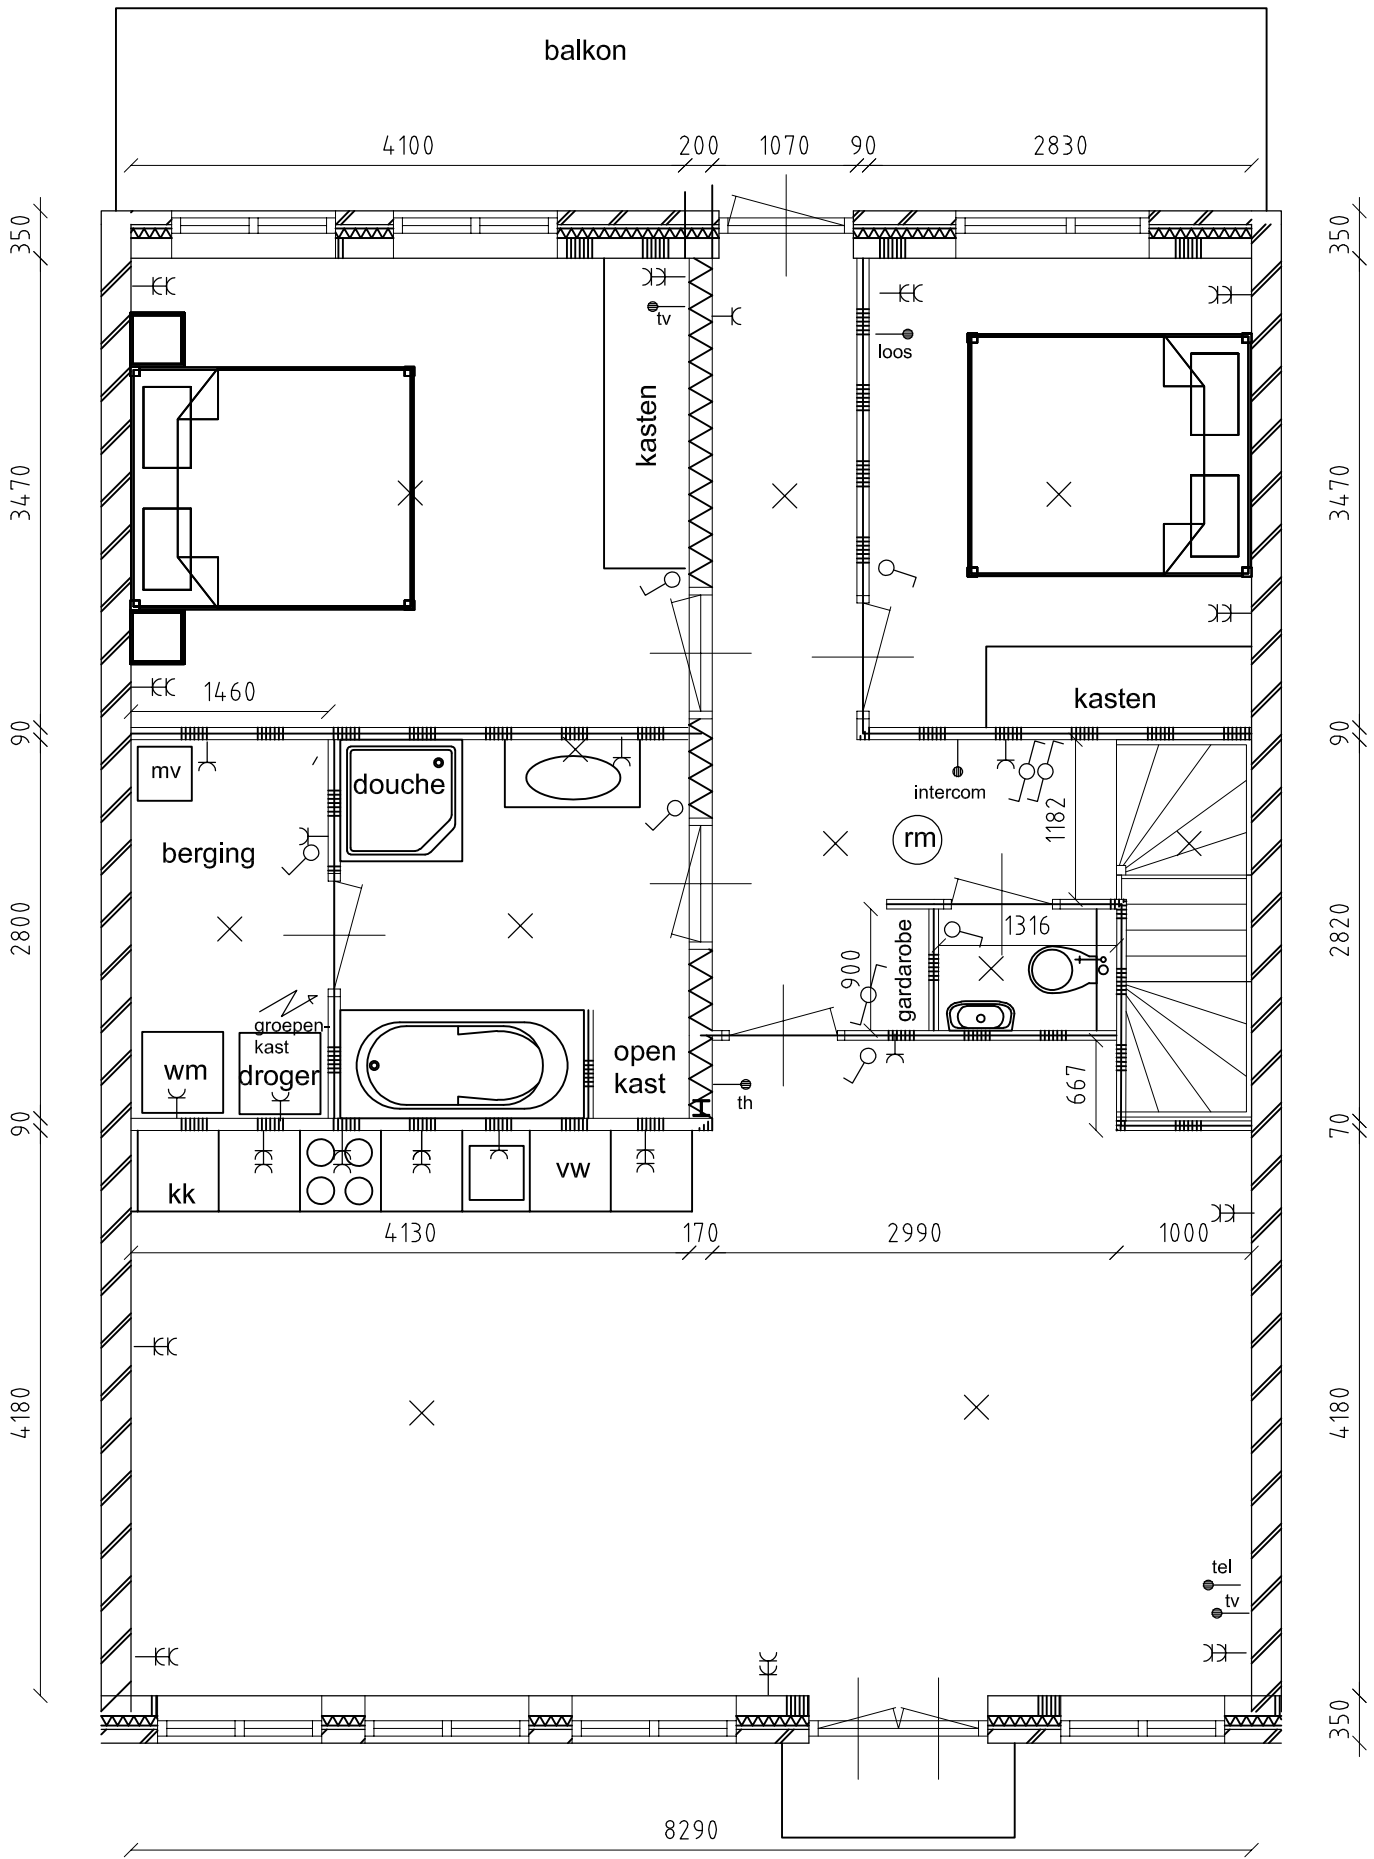 balkon
4100 200 1070 90 2830
350
350
tv
loos
kasten
3470
3470
1460
kasten
90
90
mv
douche
intercom
1182
berging
rm
2800
2820
1316
gardarobe
900
groepen-
kast
wm
droger
open
kast
th
667
90
70
kk
vw
4130 170 2990 1000
4180
4180
tel
tv
350
8290